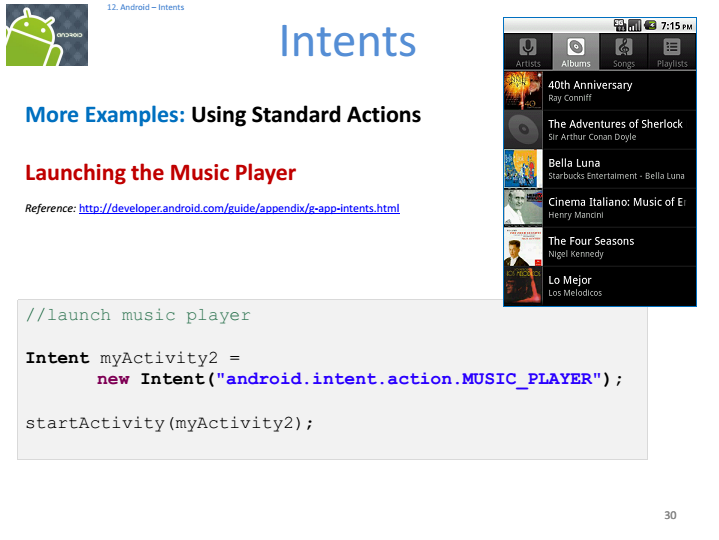 12. Android – Intents
ANDROID
Intents
More Examples: Using Standard Actions
Launching the Music Player
Reference: http://developer.android.com/guide/appendix/g-app-intents.html
3G
7:15 PM
Artists Albums Songs Playlists
40th Anniversary
Ray Conniff
The Adventures of Sherlock
Sir Arthur Conan Doyle
Bella Luna
Starbucks Entertaiment - Bella Luna
Cinema Italiano: Music of E
Henry Mancini
The Four Seasons
Nigel Kennedy
Lo Mejor
Los Melodicos
//launch music player
Intent myActivity2 =
new Intent("android.intent.action.MUSIC_PLAYER");
startActivity(myActivity2);
30